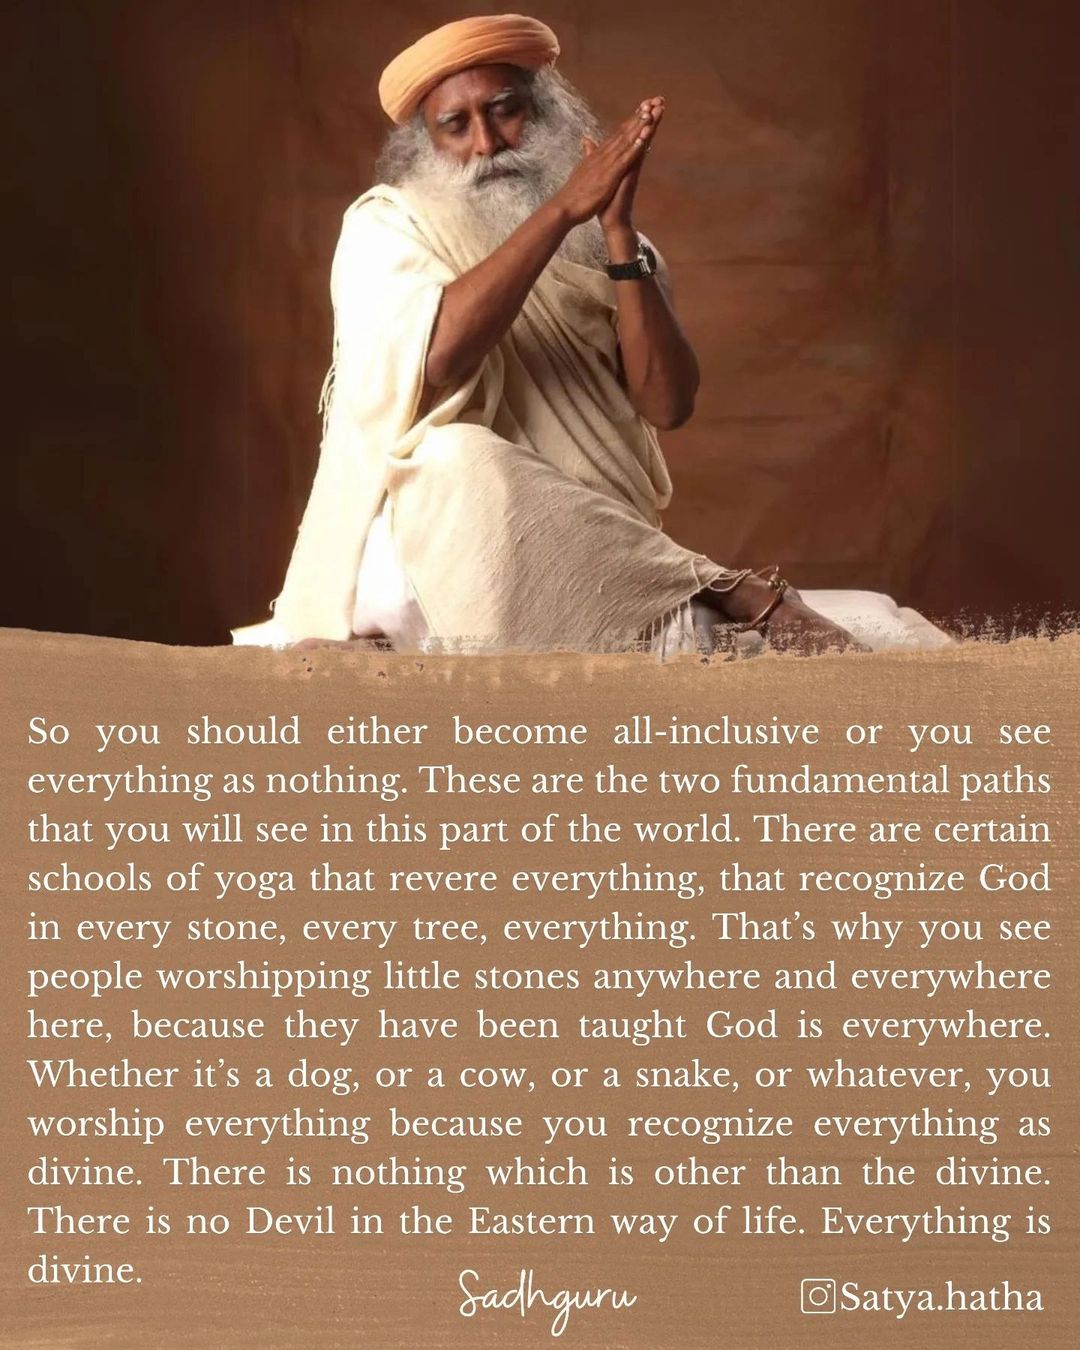 So you should either become all-inclusive or you see
everything as nothing. These are the two fundamental paths
that you will see in this part of the world. There are certain
schools of yoga that revere everything, that recognize God
in every stone, every tree, everything. That’s why you see
people worshipping little stones anywhere and everywhere
here, because they have been taught God is everywhere.
Whether it’s a dog, or a cow, or a snake, or whatever, you
worship everything because you recognize everything as
divine. There is nothing which is other than the divine.
There is no Devil in the Eastern way of life. Everything is
divine.
Sadhguru
Satya.hatha